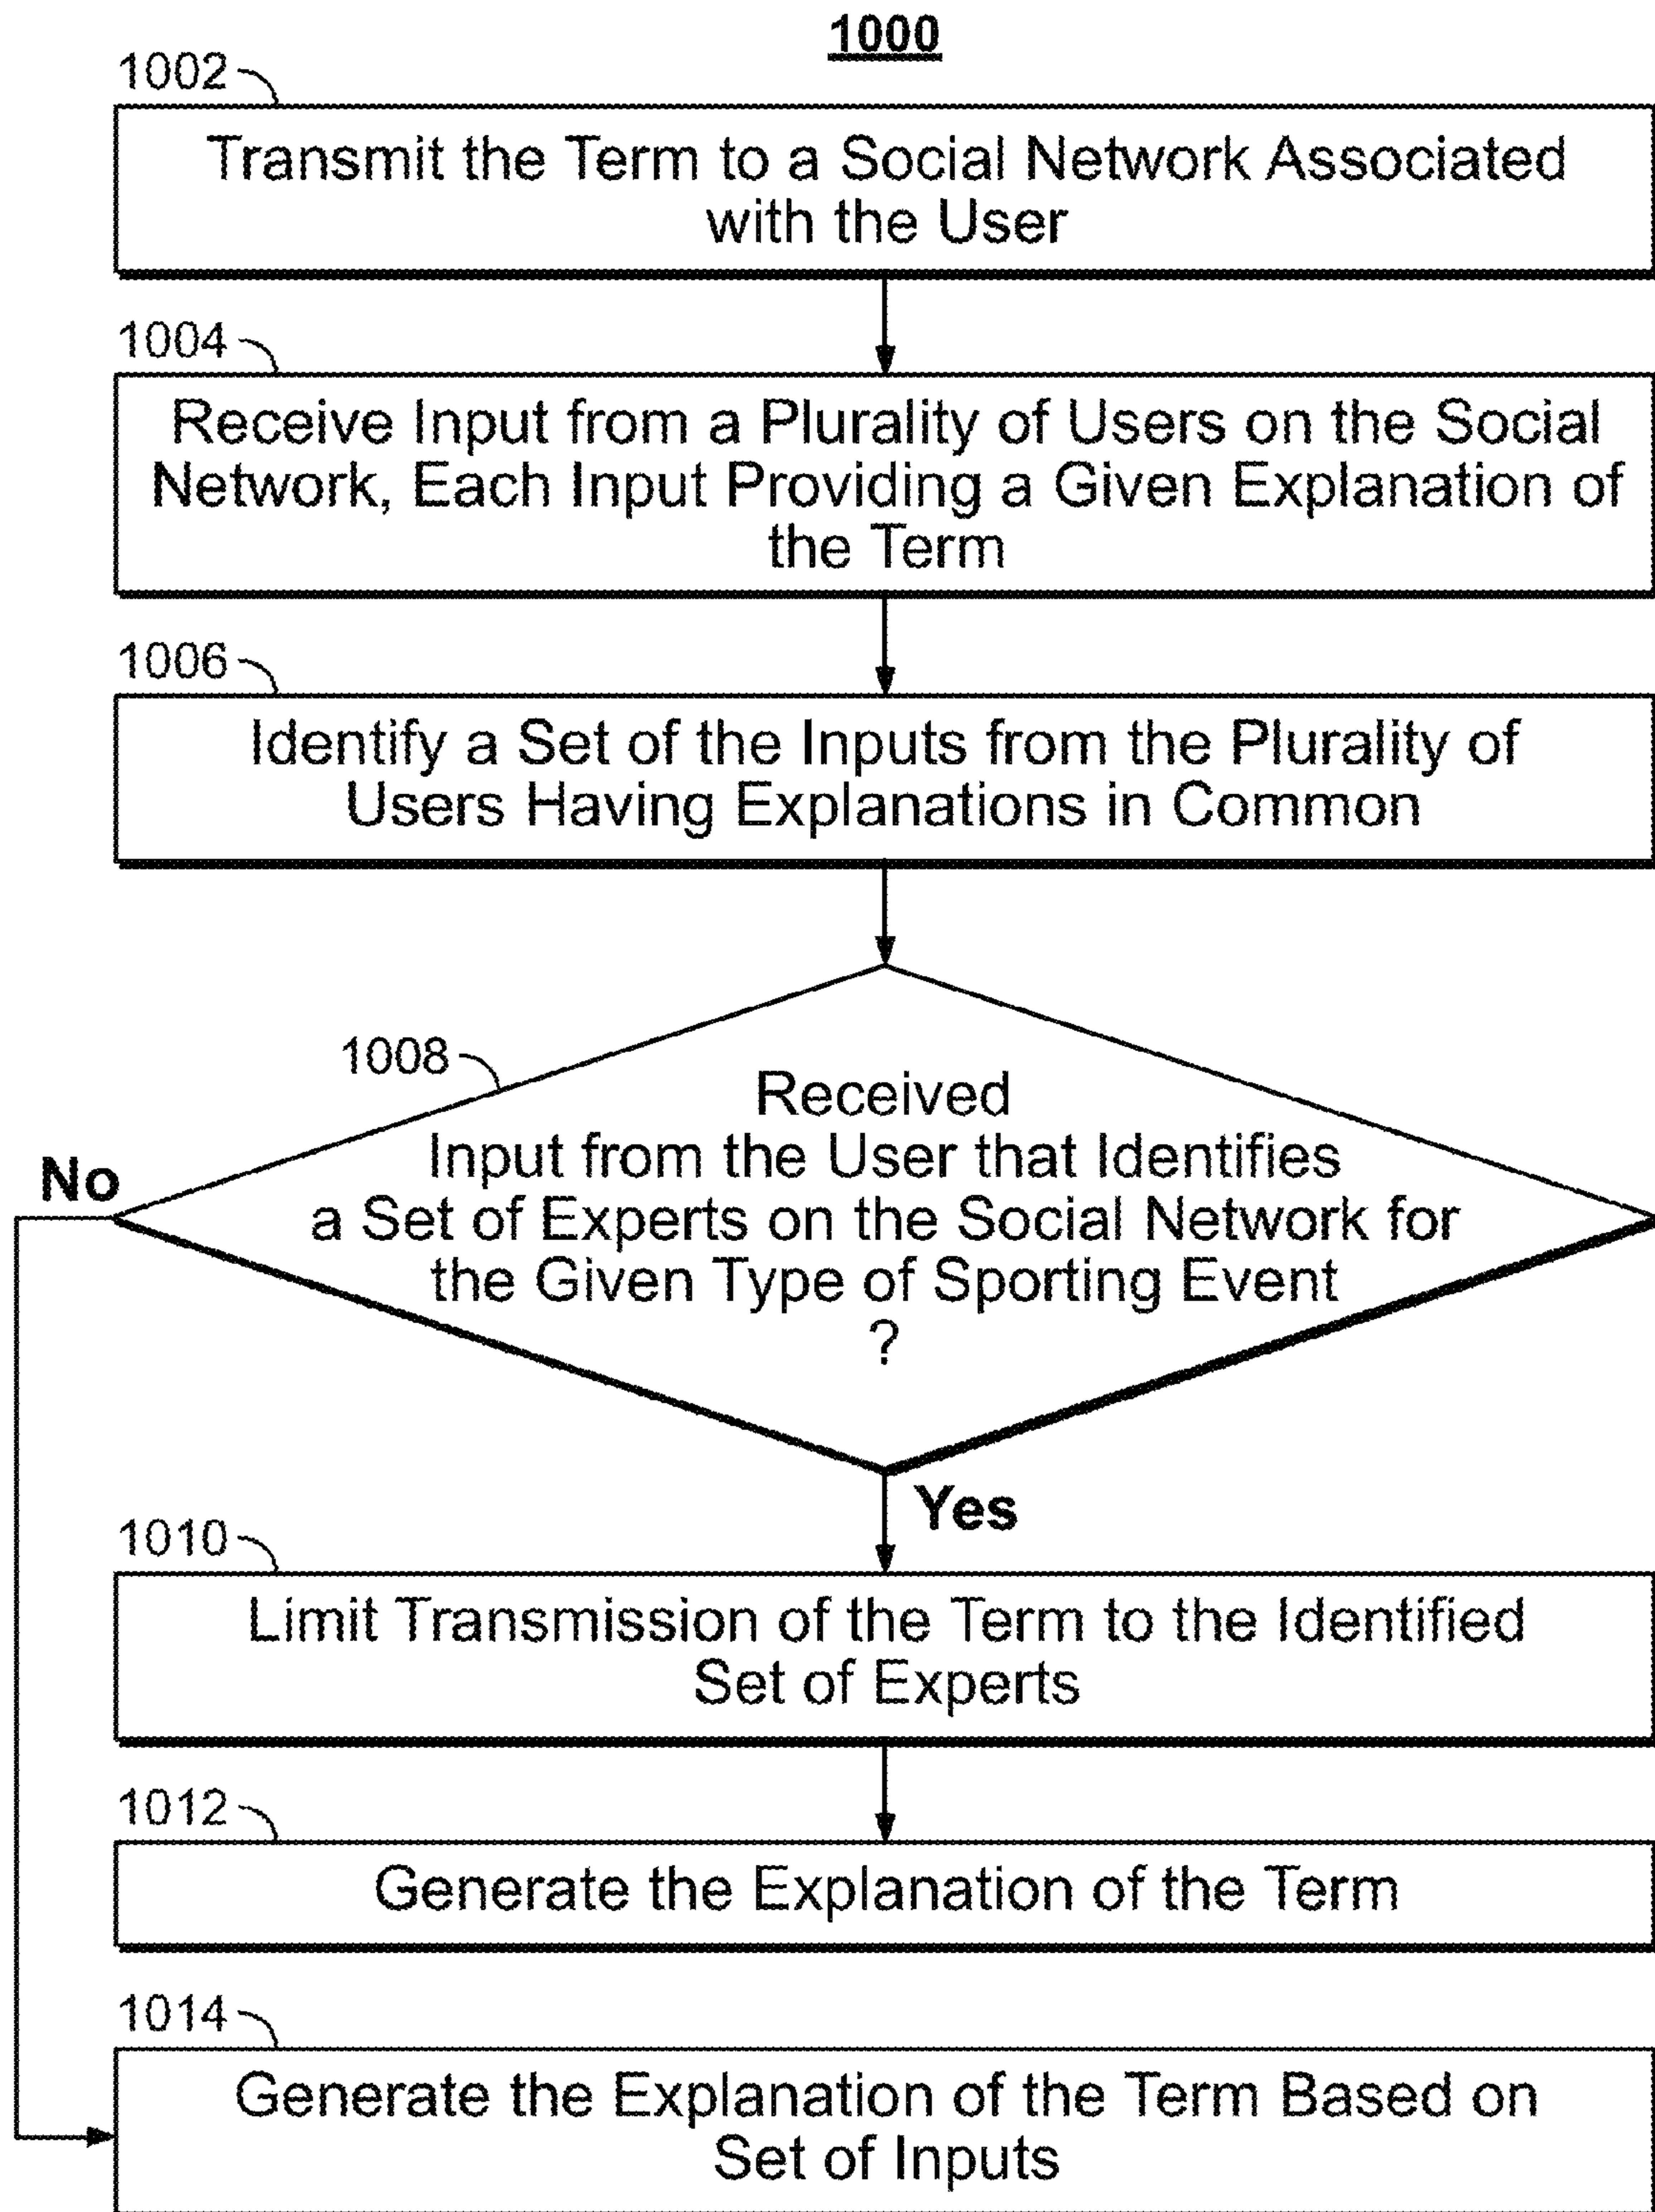 1000
1002
Transmit the Term to a Social Network Associated
with the User
1004
Receive Input from a Plurality of Users on the Social
Network, Each Input Providing a Given Explanation of
the Term
1006
Identify a Set of the Inputs from the Plurality of
Users Having Explanations in Common
1008
Received
Input from the User that Identifies
a Set of Experts on the Social Network for
the Given Type of Sporting Event
?
No
Yes
1010
Limit Transmission of the Term to the Identified
Set of Experts
1012
Generate the Explanation of the Term
1014
Generate the Explanation of the Term Based on
Set of Inputs